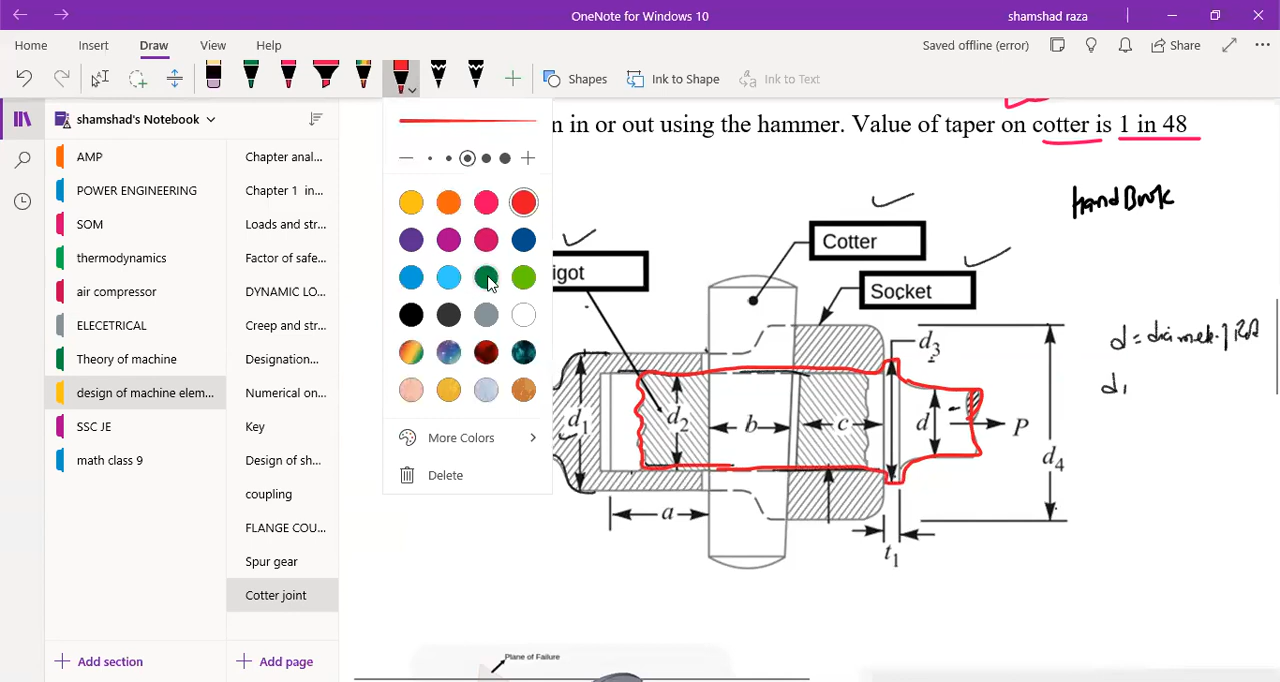 OneNote for Windows 10
shamshad raza
Home
Insert
Draw
View
Help
Saved offline (error)
Share
Shapes
Ink to Shape
Ink to Text
shamshad's Notebook
AMP
POWER ENGINEERING
SOM
thermodynamics
air compressor
ELECETRICAL
Theory of machine
design of machine elem...
SSC JE
math class 9
Add section
Chapter anal...
Chapter 1 in...
Loads and str...
Factor of safe...
DYNAMIC LO...
Creep and str...
Designation...
Numerical on...
Key
Design of sh...
coupling
FLANGE COU...
Spur gear
Cotter joint
Add page
More Colors
Delete
n in or out using the hammer. Value of taper on cotter is 1 in 48
HandBook
Cotter
igot
Socket
d3
d1
d2
b
c
d
P
d4
a
t1
d =
d1
Plane of Failure